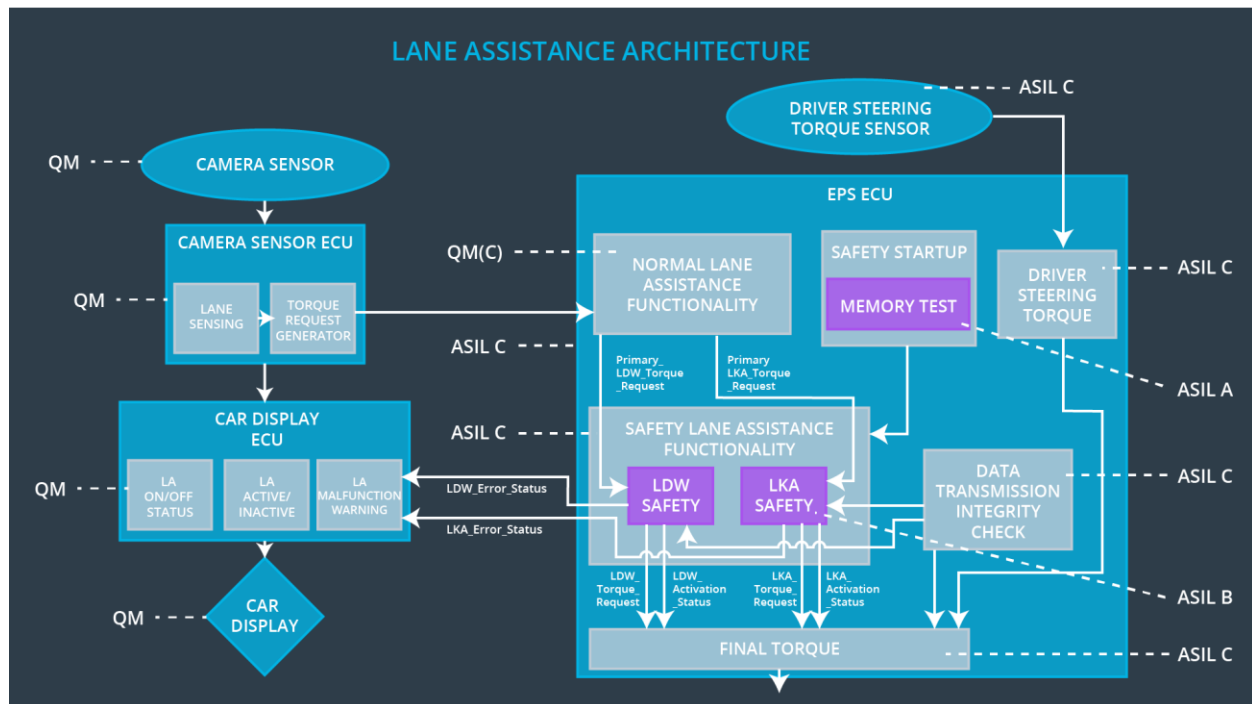 LANE ASSISTANCE ARCHITECTURE
ASIL C
DRIVER STEERING
TORQUE SENSOR
QM
CAMERA SENSOR
EPS ECU
CAMERA SENSOR ECU
QM
LANE
SENSING
TORQUE
REQUEST
GENERATOR
QM(C)
NORMAL LANE
ASSISTANCE
FUNCTIONALITY
SAFETY STARTUP
MEMORY TEST
DRIVER
STEERING
TORQUE
ASIL C
ASIL C
ASIL A
Primary_
LDW_Torque
_Request
Primary
LKA_Torque
_Request
CAR DISPLAY
ECU
QM
LA
ON/OFF
STATUS
LA
ACTIVE/
INACTIVE
LA
MALFUNCTION
WARNING
ASIL C
SAFETY LANE ASSISTANCE
FUNCTIONALITY
LDW
SAFETY
LKA
SAFETY
DATA
TRANSMISSION
INTEGRITY
CHECK
ASIL C
LDW_Error_Status
LKA_Error_Status
LDW_
Torque_
Request
LDW_
Activation
_Status
LKA_
Torque_
Request
LKA_
Activation
_Status
ASIL B
QM
CAR
DISPLAY
FINAL TORQUE
ASIL C